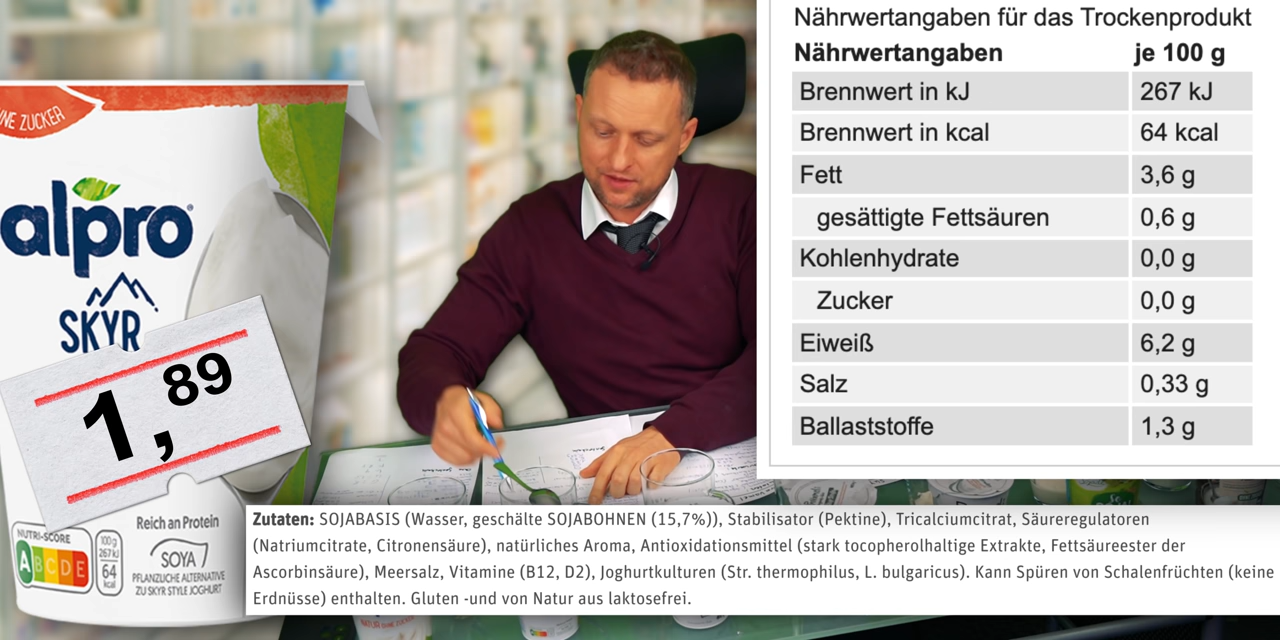 NE ZUCKER
alpro
SKYR
1,89
NUTRI-SCORE
A B C D E
100 g
267 kJ
64
kcal
Reich an Protein
SOYA
PFLANZLICHE ALTERNATIVE
ZU SKYR STYLE JOGHURT
Nährwertangaben für das Trockenprodukt
Nährwertangaben je 100 g
Brennwert in kJ 267 kJ
Brennwert in kcal 64 kcal
Fett 3,6 g
gesättigte Fettsäuren 0,6 g
Kohlenhydrate 0,0 g
Zucker 0,0 g
Eiweiß 6,2 g
Salz 0,33 g
Ballaststoffe 1,3 g
Zutaten: SOJABASIS (Wasser, geschälte SOJABOHNEN (15,7%)), Stabilisator (Pektine), Tricalciumcitrat, Säureregulatoren
(Natriumcitrate, Citronensäure), natürliches Aroma, Antioxidationsmittel (stark tocopherolhaltige Extrakte, Fettsäureester der
Ascorbinsäure), Meersalz, Vitamine (B12, D2), Joghurtkulturen (Str. thermophilus, L. bulgaricus). Kann Spüren von Schalenfrüchten (keine
Erdnüsse) enthalten. Gluten -und von Natur aus laktosefrei.